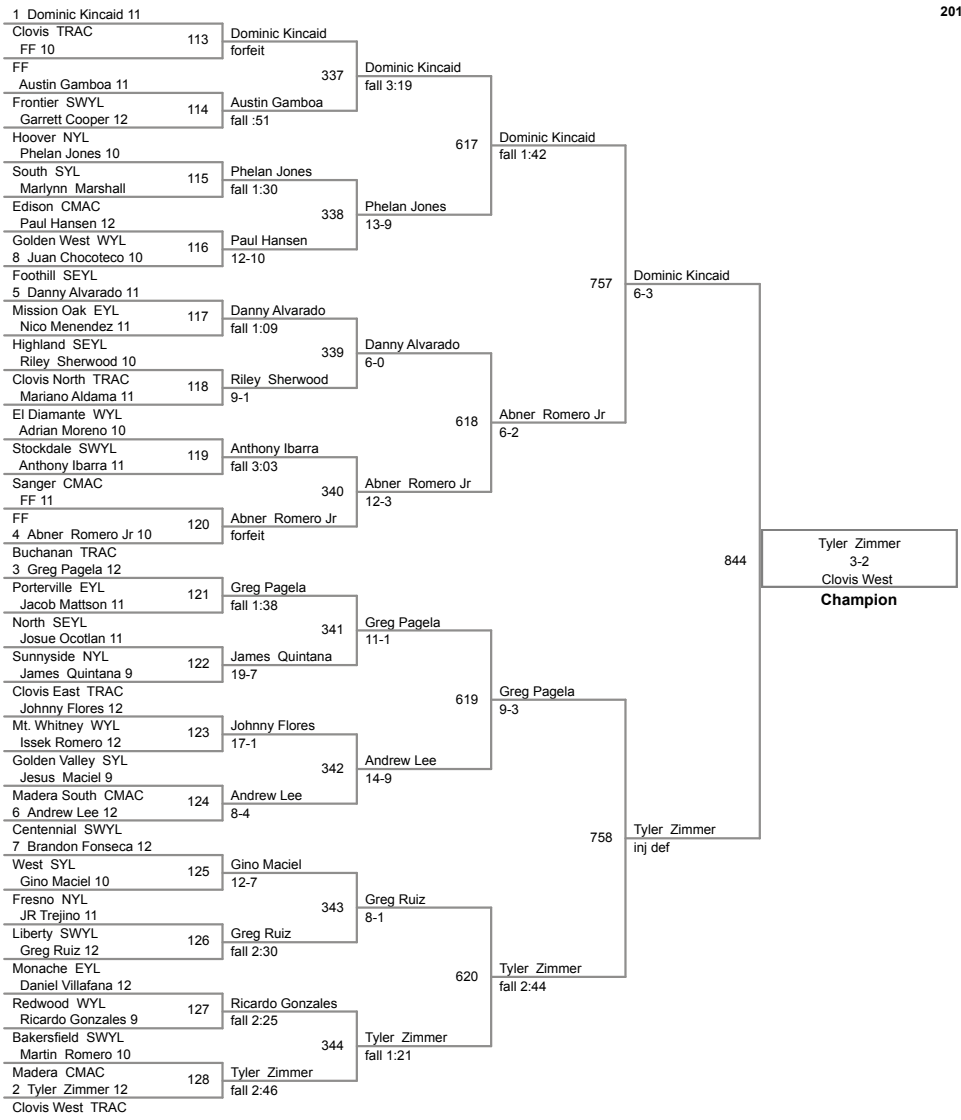 201
1 Dominic Kincaid 11
Clovis TRAC
FF 10
FF
Austin Gamboa 11
Frontier SWYL
Garrett Cooper 12
Hoover NYL
Phelan Jones 10
South SYL
Marlynn Marshall
Edison CMAC
Paul Hansen 12
Golden West WYL
8 Juan Chocoteco 10
Foothill SEYL
5 Danny Alvarado 11
Mission Oak EYL
Nico Menendez 11
Highland SEYL
Riley Sherwood 10
Clovis North TRAC
Mariano Aldama 11
El Diamante WYL
Adrian Moreno 10
Stockdale SWYL
Anthony Ibarra 11
Sanger CMAC
FF 11
FF
4 Abner Romero Jr 10
Buchanan TRAC
3 Greg Pagela 12
Porterville EYL
Jacob Mattson 11
North SEYL
Josue Ocotlan 11
Sunnyside NYL
James Quintana 9
Clovis East TRAC
Johnny Flores 12
Mt. Whitney WYL
Issek Romero 12
Golden Valley SYL
Jesus Maciel 9
Madera South CMAC
6 Andrew Lee 12
Centennial SWYL
7 Brandon Fonseca 12
West SYL
Gino Maciel 10
Fresno NYL
JR Trejino 11
Liberty SWYL
Greg Ruiz 12
Monache EYL
Daniel Villafana 12
Redwood WYL
Ricardo Gonzales 9
Bakersfield SWYL
Martin Romero 10
Madera CMAC
2 Tyler Zimmer 12
Clovis West TRAC
113
Dominic Kincaid
forfeit
114
Austin Gamboa
fall :51
115
Phelan Jones
fall 1:30
116
Paul Hansen
12-10
117
Danny Alvarado
fall 1:09
118
Riley Sherwood
9-1
119
Anthony Ibarra
fall 3:03
120
Abner Romero Jr
forfeit
121
Greg Pagela
fall 1:38
122
James Quintana
19-7
123
Johnny Flores
17-1
124
Andrew Lee
8-4
125
Gino Maciel
12-7
126
Greg Ruiz
fall 2:30
127
Ricardo Gonzales
fall 2:25
128
Tyler Zimmer
fall 2:46
337
Dominic Kincaid
fall 3:19
338
Phelan Jones
13-9
339
Danny Alvarado
6-0
340
Abner Romero Jr
12-3
341
Greg Pagela
11-1
342
Andrew Lee
14-9
343
Greg Ruiz
8-1
344
Tyler Zimmer
fall 1:21
617
Dominic Kincaid
fall 1:42
618
Abner Romero Jr
6-2
619
Greg Pagela
9-3
620
Tyler Zimmer
fall 2:44
757
Dominic Kincaid
6-3
758
Tyler Zimmer
inj def
844
Tyler Zimmer
3-2
Clovis West
Champion